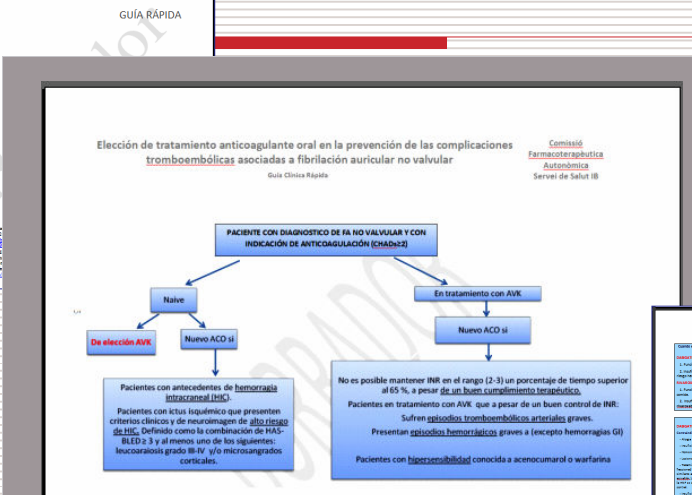 GUÍA RÁPIDA
Elección de tratamiento anticoagulante oral en la prevención de las complicaciones
tromboembólicas asociadas a fibrilación auricular no valvular
Guía Clínica Rápida
Comissió
Farmacoterapèutica
Autonòmica
Servei de Salut IB
PACIENTE CON DIAGNOSTICO DE FA NO VALVULAR Y CON
INDICACIÓN DE ANTICOAGULACIÓN (CHADs≥2)
Naive
En tratamiento con AVK
De elección AVK
Nuevo ACO si
Nuevo ACO si
Pacientes con antecedentes de hemorragia
intracraneal (HIC).
Pacientes con ictus isquémico que presenten
criterios clínicos y de neuroimagen de alto riesgo
de HIC. Definido como la combinación de HAS-
BLED ≥ 3 y al menos uno de los siguientes:
leucoaraiosis grado III-IV y/o microsangrados
corticales.
No es posible mantener INR en el rango (2-3) un porcentaje de tiempo superior
al 65 %, a pesar de un buen cumplimiento terapéutico.
Pacientes en tratamiento con AVK que a pesar de un buen control de INR:
Sufren episodios tromboembólicos arteriales graves.
Presentan episodios hemorrágicos graves a (excepto hemorragias GI)
Pacientes con hipersensibilidad conocida a acenocumarol o warfarina
BORRADOR